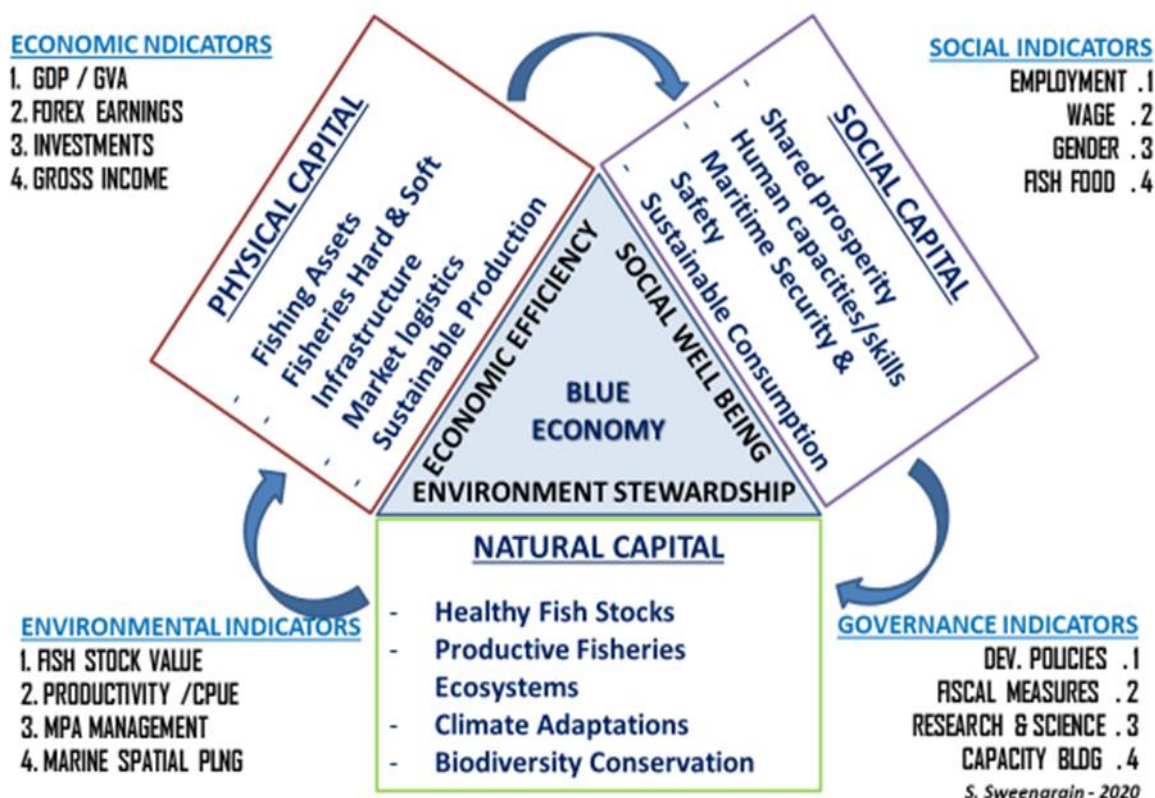 ECONOMIC NDICATORS
1. GDP / GVA
2. FOREX EARNINGS
3. INVESTMENTS
4. GROSS INCOME
SOCIAL INDICATORS
EMPLOYMENT .1
WAGE .2
GENDER .3
FISH FOOD .4
PHYSICAL CAPITAL
- Fishing Assets
- Fisheries Hard & Soft
Infrastructure
- Market logistics
- Sustainable Production
SOCIAL CAPITAL
- Shared prosperity
- Human capacities/skills
- Maritime Security &
Safety
- Sustainable Consumption
ECONOMIC EFFICIENCY
SOCIAL WELL BEING
BLUE
ECONOMY
ENVIRONMENT STEWARDSHIP
NATURAL CAPITAL
- Healthy Fish Stocks
- Productive Fisheries
Ecosystems
- Climate Adaptations
- Biodiversity Conservation
ENVIRONMENTAL INDICATORS
1. FISH STOCK VALUE
2. PRODUCTIVITY /CPUE
3. MPA MANAGEMENT
4. MARINE SPATIAL PLNG
GOVERNANCE INDICATORS
DEV. POLICIES .1
FISCAL MEASURES .2
RESEARCH & SCIENCE .3
CAPACITY BLDG .4
S. Sweenarain - 2020